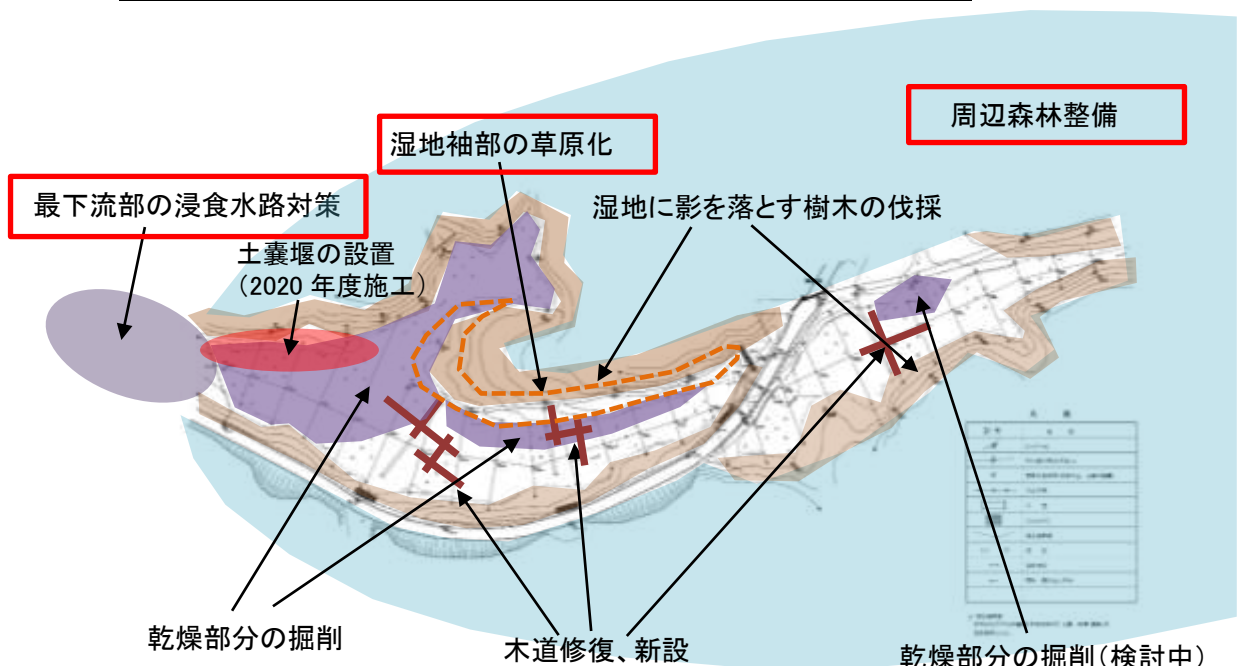 周辺森林整備
湿地袖部の草原化
最下流部の浸食水路対策
湿地に影を落とす樹木の伐採
土嚢堰の設置
（2020 年度施工）
乾燥部分の掘削
木道修復、新設
乾燥部分の掘削（検討中）